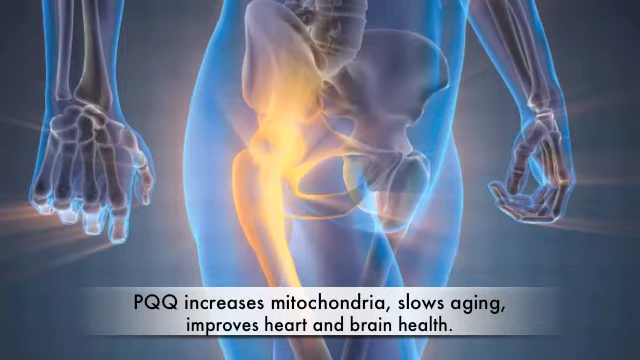 PQQ increases mitochondria, slows aging,
improves heart and brain health.